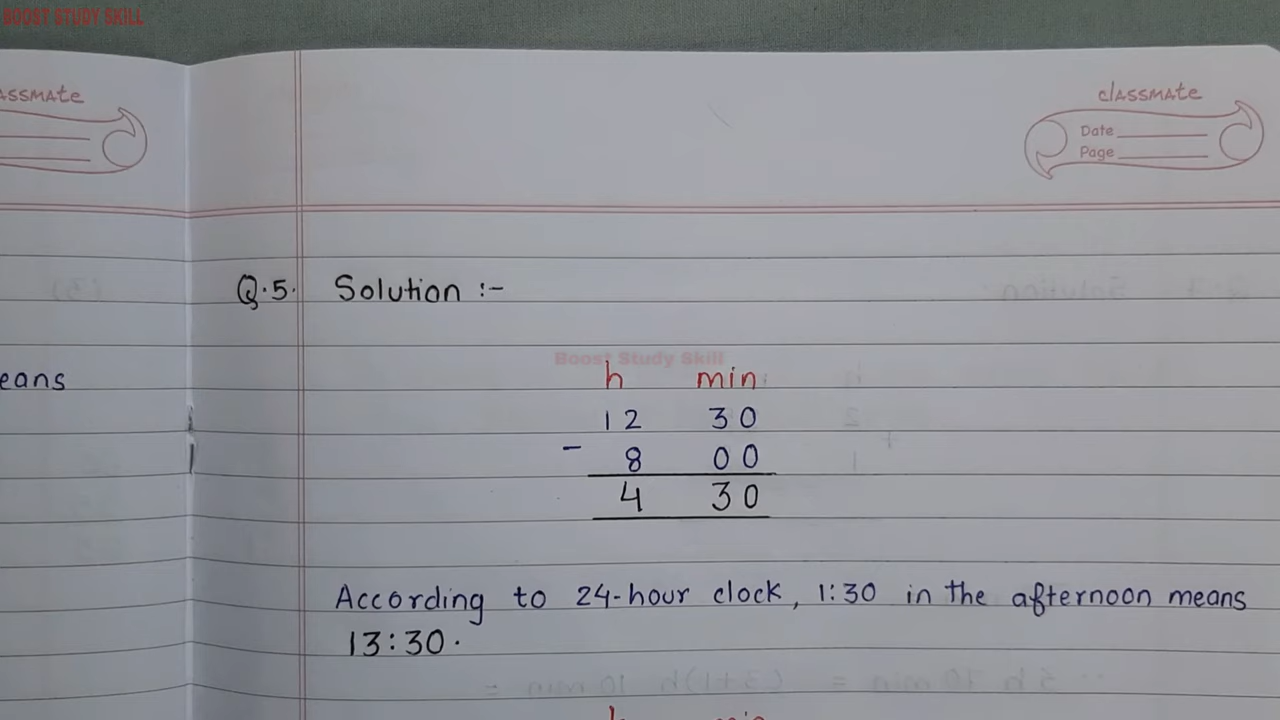 BOOST STUDY SKILL
ASSMATE
classmate
Date
Page
Q.5. Solution :-
Boost Study Skill
eans
h min
12 30
- 8 00
4 30
According to 24-hour clock, 1:30 in the afternoon means
13:30.